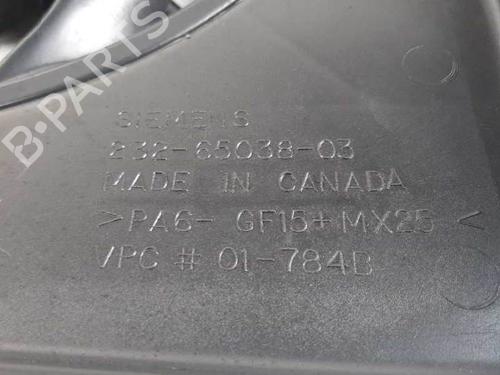 B-PARTS
SIEMENS
232-65038-03
MADE IN CANADA
>PA6- GF15+MX25<
VPC # 01-784B